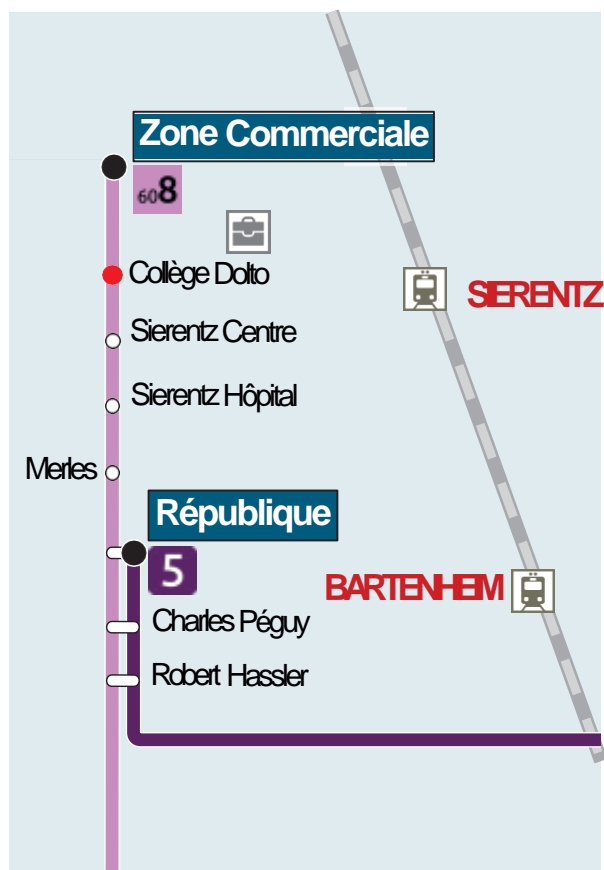 Zone Commerciale
608
Collège Dolto
SIERENTZ
Sierentz Centre
Sierentz Hôpital
Merles
République
5
BARTENHEIM
Charles Péguy
Robert Hassler